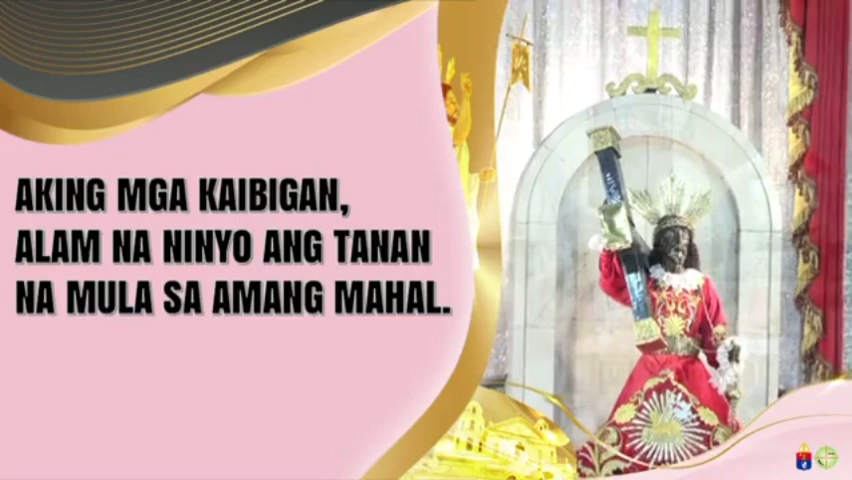 AKING MGA KAIBIGAN,
ALAM NA NINYO ANG TANAN
NA MULA SA AMANG MAHAL.